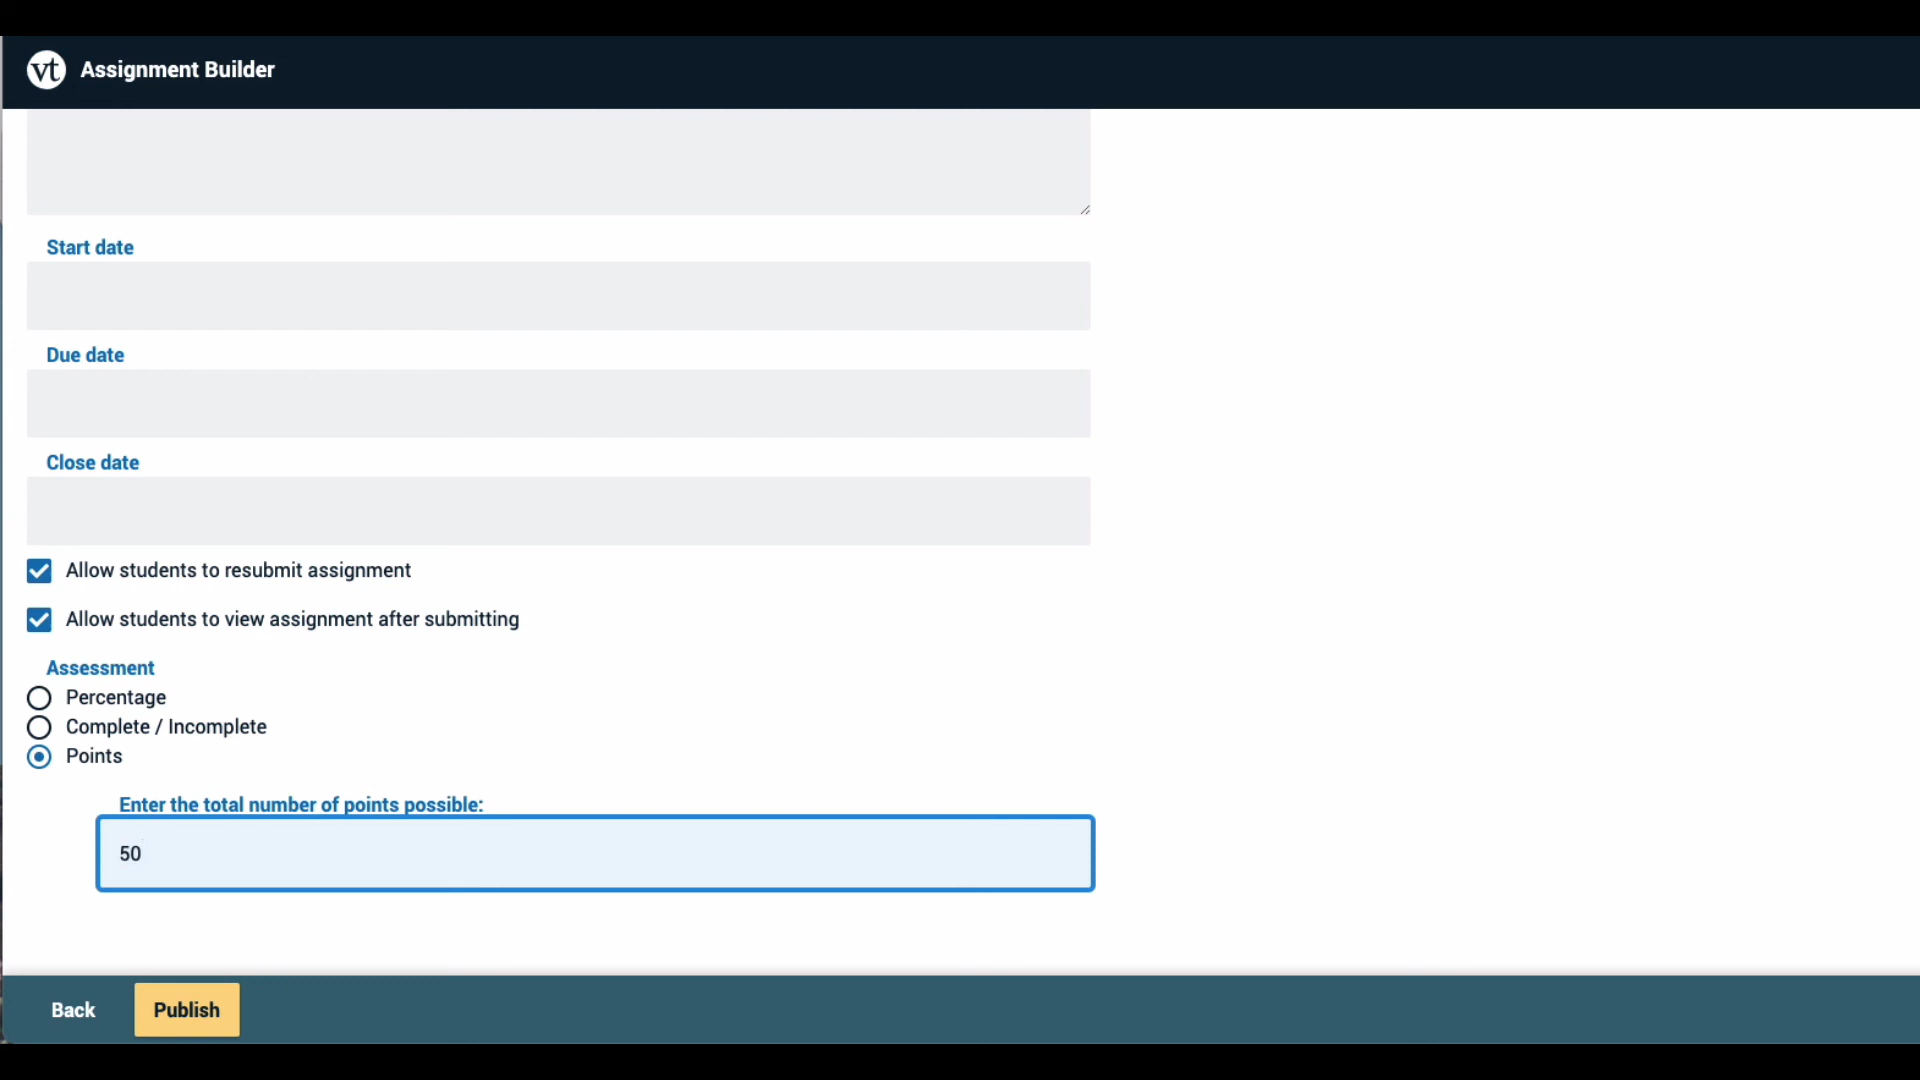 vt Assignment Builder
Start date
Due date
Close date
Allow students to resubmit assignment
Allow students to view assignment after submitting
Assessment
Percentage
Complete / Incomplete
Points
Enter the total number of points possible:
50
Back Publish